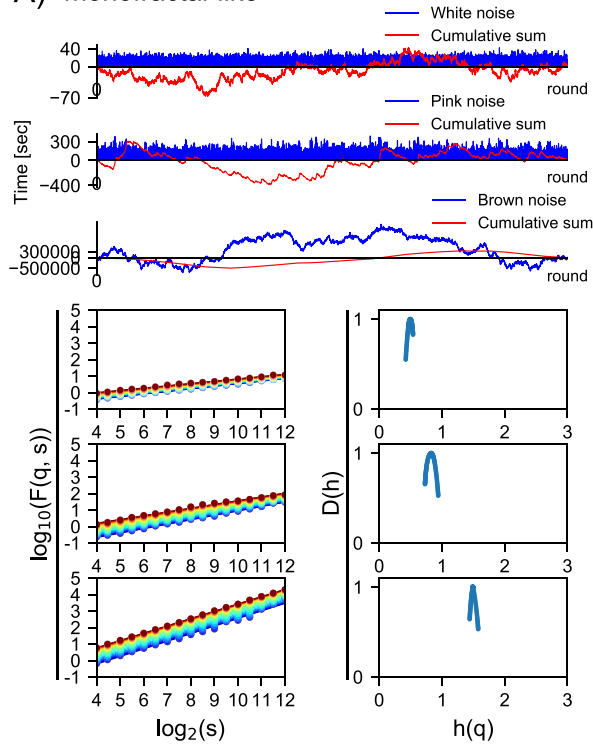 A) monofractal-like
White noise
Cumulative sum
40
0
−70
0
round
Pink noise
Cumulative sum
Time [sec]
300
0
−400
0
round
Brown noise
Cumulative sum
300000
−500000
0
round
log10(F(q, s))
5
4
3
2
1
0
-1
4 5 6 7 8 9 10 11 12
5
4
3
2
1
0
-1
4 5 6 7 8 9 10 11 12
5
4
3
2
1
0
-1
4 5 6 7 8 9 10 11 12
log2(s)
D(h)
1
0
0 1 2 3
1
0
0 1 2 3
1
0
0 1 2 3
h(q)